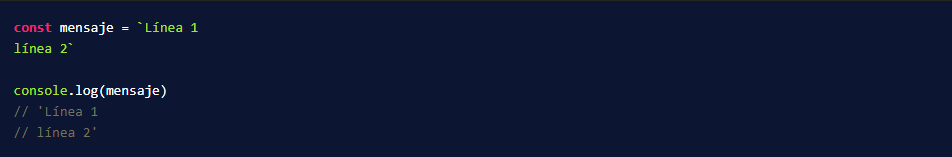 const mensaje = `Línea 1
línea 2`
console.log(mensaje)
// 'Línea 1
// línea 2'